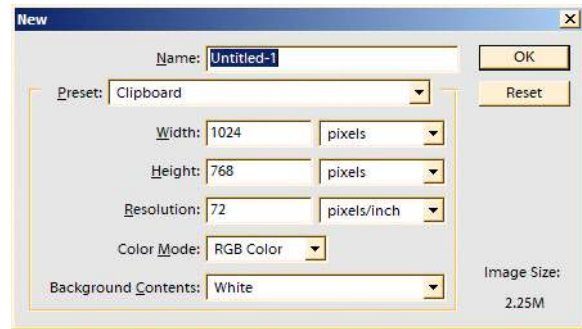 New
Name: Untitled-1
OK
Preset: Clipboard
Reset
Width: 1024 pixels
Height: 768 pixels
Resolution: 72 pixels/inch
Color Mode: RGB Color
Image Size:
Background Contents: White
2.25M